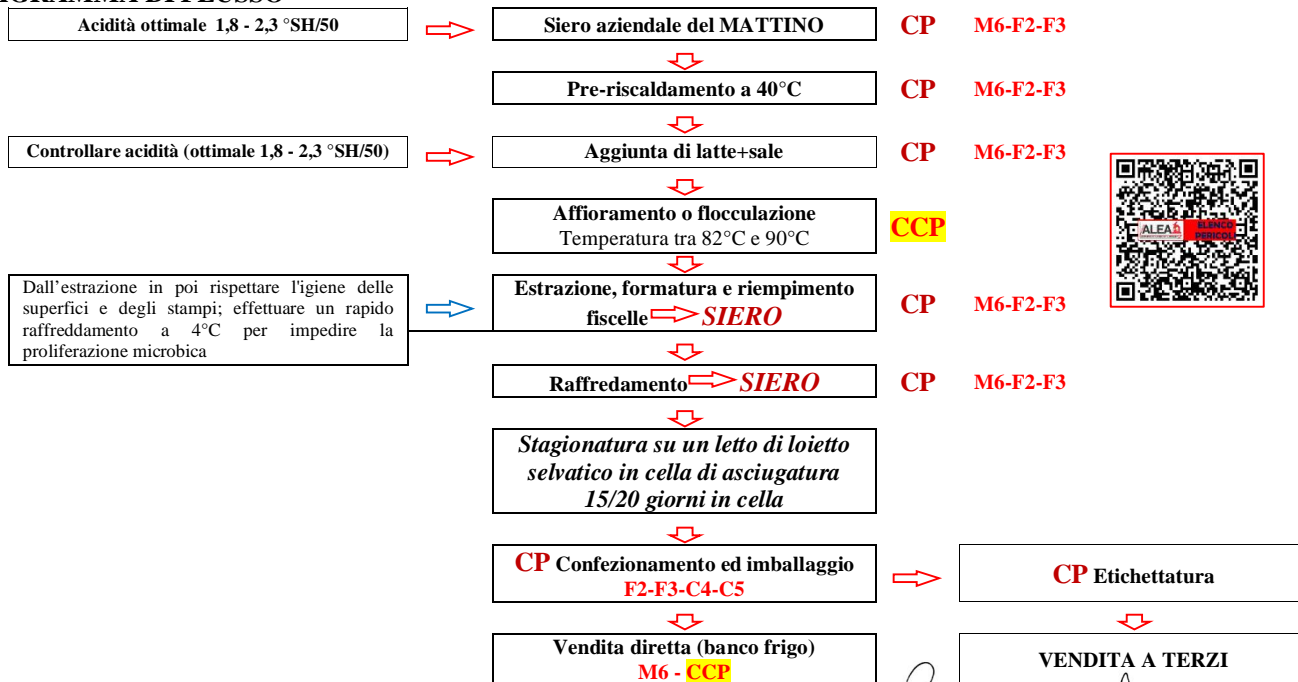 Acidità ottimale 1,8 - 2,3 °SH/50
Siero aziendale del MATTINO
CP M6-F2-F3
Pre-riscaldamento a 40°C
CP M6-F2-F3
Controllare acidità (ottimale 1,8 - 2,3 °SH/50)
Aggiunta di latte+sale
CP M6-F2-F3
Affioramento o flocculazione
Temperatura tra 82°C e 90°C
CCP
ALEA
ELENCO
PERICOLI
Dall'estrazione in poi rispettare l'igiene delle
superfici e degli stampi; effettuare un rapido
raffreddamento a 4°C per impedire la
proliferazione microbica
Estrazione, formatura e riempimento
fiscelle SIERO
CP M6-F2-F3
Raffredamento SIERO
CP M6-F2-F3
Stagionatura su un letto di loietto
selvatico in cella di asciugatura
15/20 giorni in cella
CP Confezionamento ed imballaggio
F2-F3-C4-C5
CP Etichettatura
Vendita diretta (banco frigo)
M6 - CCP
VENDITA A TERZI